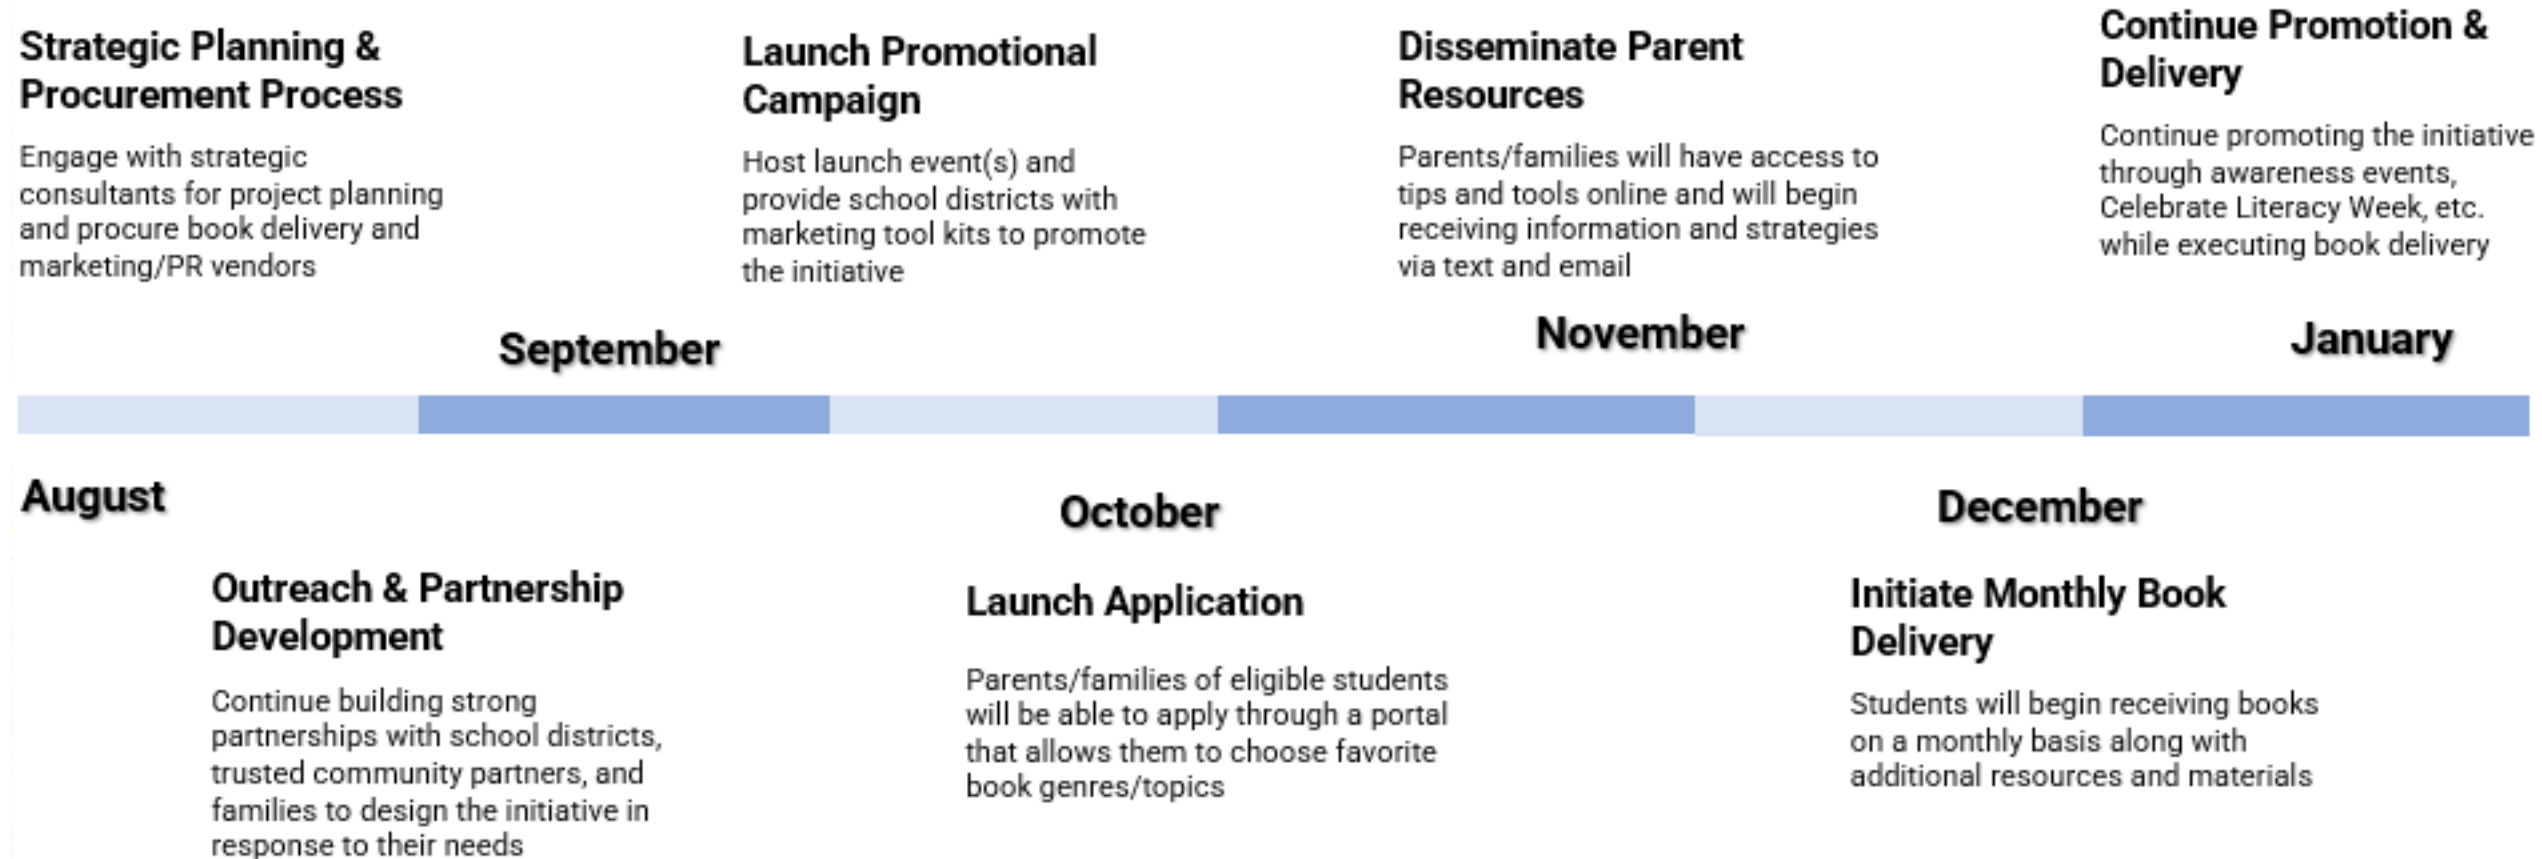 Strategic Planning &
Procurement Process
Engage with strategic
consultants for project planning
and procure book delivery and
marketing/PR vendors
Launch Promotional
Campaign
Host launch event(s) and
provide school districts with
marketing tool kits to promote
the initiative
Disseminate Parent
Resources
Parents/families will have access to
tips and tools online and will begin
receiving information and strategies
via text and email
Continue Promotion &
Delivery
Continue promoting the initiative
through awareness events,
Celebrate Literacy Week, etc.
while executing book delivery
September
November
January
August
October
December
Outreach & Partnership
Development
Continue building strong
partnerships with school districts,
trusted community partners, and
families to design the initiative in
response to their needs
Launch Application
Parents/families of eligible students
will be able to apply through a portal
that allows them to choose favorite
book genres/topics
Initiate Monthly Book
Delivery
Students will begin receiving books
on a monthly basis along with
additional resources and materials